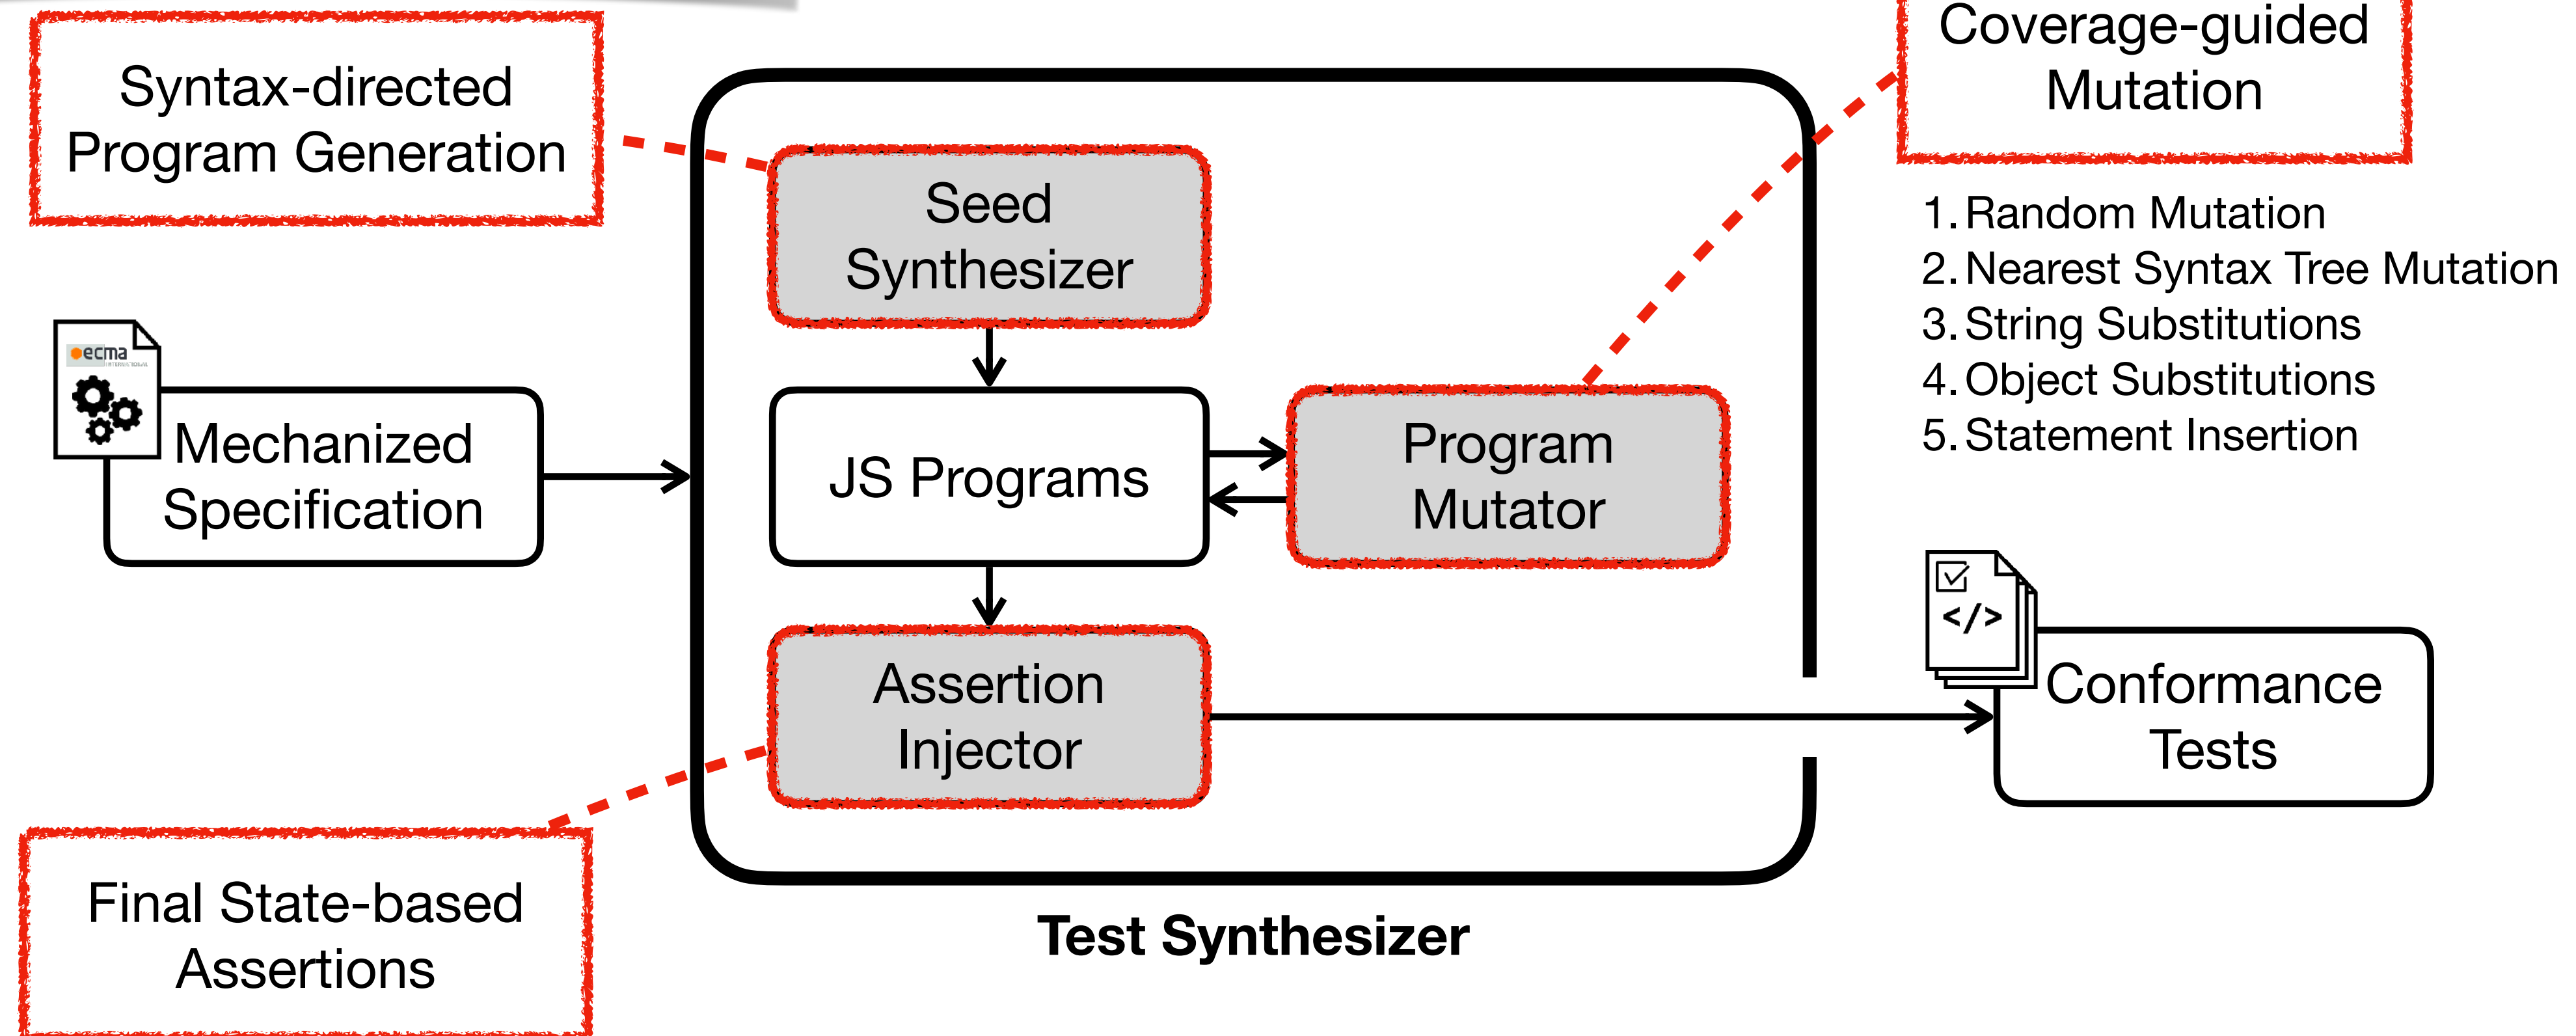 Syntax-directed
Program Generation
Coverage-guided
Mutation
1. Random Mutation
2. Nearest Syntax Tree Mutation
3. String Substitutions
4. Object Substitutions
5. Statement Insertion
Seed
Synthesizer
ecma
Mechanized
Specification
JS Programs
Program
Mutator
</>
Assertion
Injector
Conformance
Tests
Final State-based
Assertions
Test Synthesizer